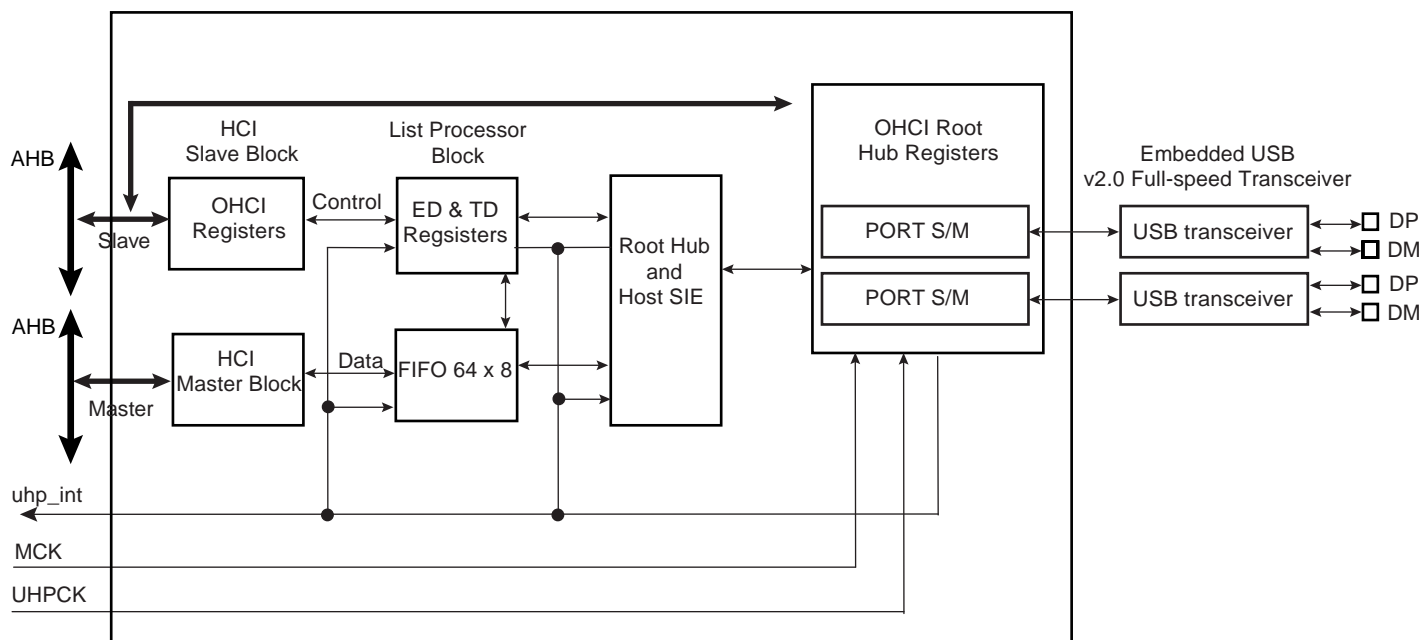 HCI
Slave Block
List Processor
Block
OHCI Root
Hub Registers
Embedded USB
v2.0 Full-speed Transceiver
AHB
Slave
OHCI
Registers
Control
ED & TD
Regsisters
Root Hub
and
Host SIE
PORT S/M
USB transceiver
DP
DM
PORT S/M
USB transceiver
DP
DM
AHB
Master
HCI
Master Block
Data
FIFO 64 x 8
uhp_int
MCK
UHPCK